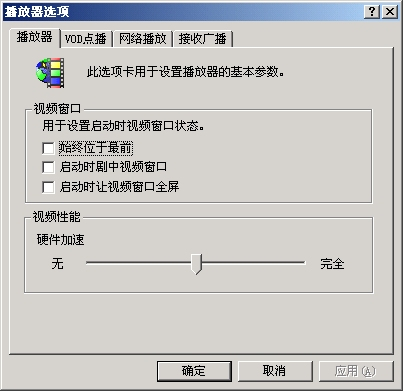 播放器选项
播放器 VOD点播 网络播放 接收广播
此选项卡用于设置播放器的基本参数。
视频窗口
用于设置启动时视频窗口状态。
始终位于最前
启动时剧中视频窗口
启动时让视频窗口全屏
视频性能
硬件加速
无 完全
确定 取消 应用(A)